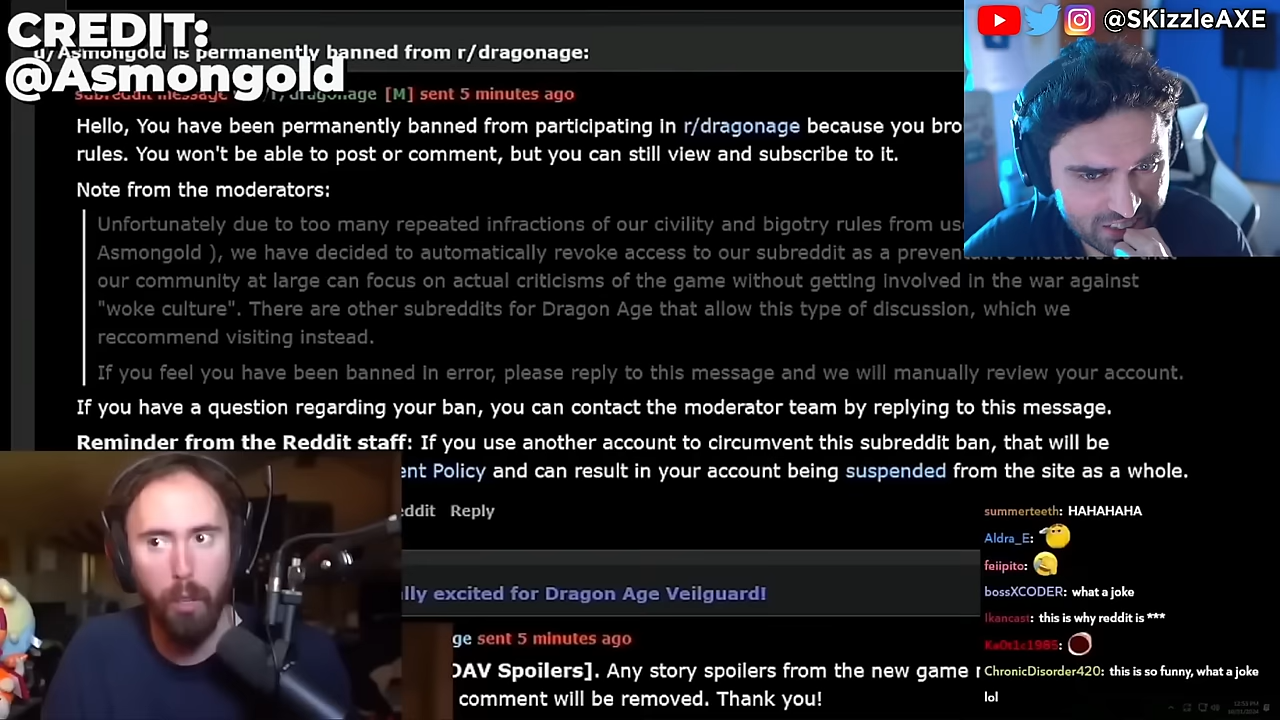 CREDIT:
@Asmongold
@SKizzleAXE
u/Asmongold is permanently banned from r/dragonage:
subreddit message r/dragonage [M] sent 5 minutes ago
Hello, You have been permanently banned from participating in r/dragonage because you bro
rules. You won't be able to post or comment, but you can still view and subscribe to it.
Note from the moderators:
Unfortunately due to too many repeated infractions of our civility and bigotry rules from use
Asmongold ), we have decided to automatically revoke access to our subreddit as a preventative measure so that
our community at large can focus on actual criticisms of the game without getting involved in the war against
"woke culture". There are other subreddits for Dragon Age that allow this type of discussion, which we
reccommend visiting instead.
If you feel you have been banned in error, please reply to this message and we will manually review your account.
If you have a question regarding your ban, you can contact the moderator team by replying to this message.
Reminder from the Reddit staff: If you use another account to circumvent this subreddit ban, that will be
ent Policy and can result in your account being suspended from the site as a whole.
eddit Reply
lly excited for Dragon Age Veilguard!
ge sent 5 minutes ago
DAV Spoilers]. Any story spoilers from the new game
comment will be removed. Thank you!
summerteeth: HAHAHAHA
Aldra_E:
feiipito:
bossXCODER: what a joke
lkancast: this is why reddit is ***
Ka0s1c1985:
ChronicDisorder420: this is so funny, what a joke
lol